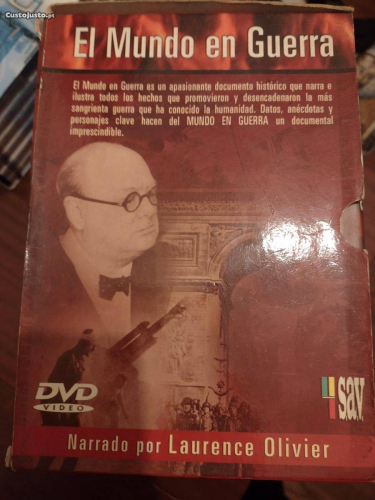 CustoJusto.pt
El Mundo en Guerra
El Mundo en Guerra es un apasionante documento histórico que narra e
ilustra todos los hechos que promovieron y desencadenaron la más
sangrienta guerra que ha conocido la humanidad. Datos, anécdotas y
personajes clave hacen del MUNDO EN GUERRA un documental
imprescindible.
DVD
VIDEO
sav
Narrado por Laurence Olivier